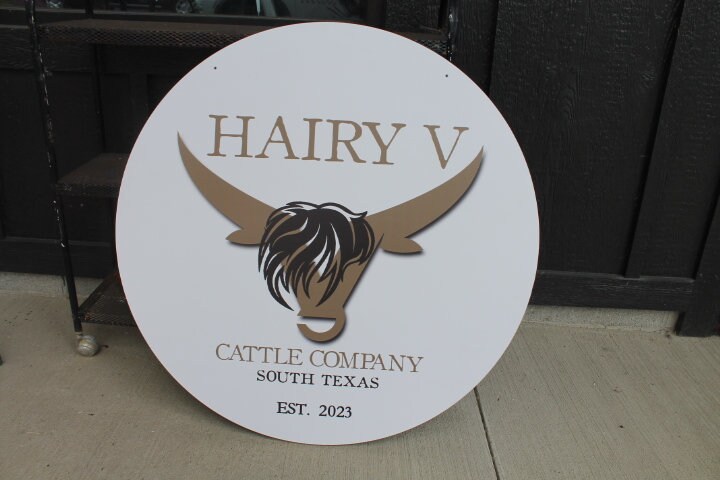 HAIRY V
CATTLE COMPANY
SOUTH TEXAS
EST. 2023